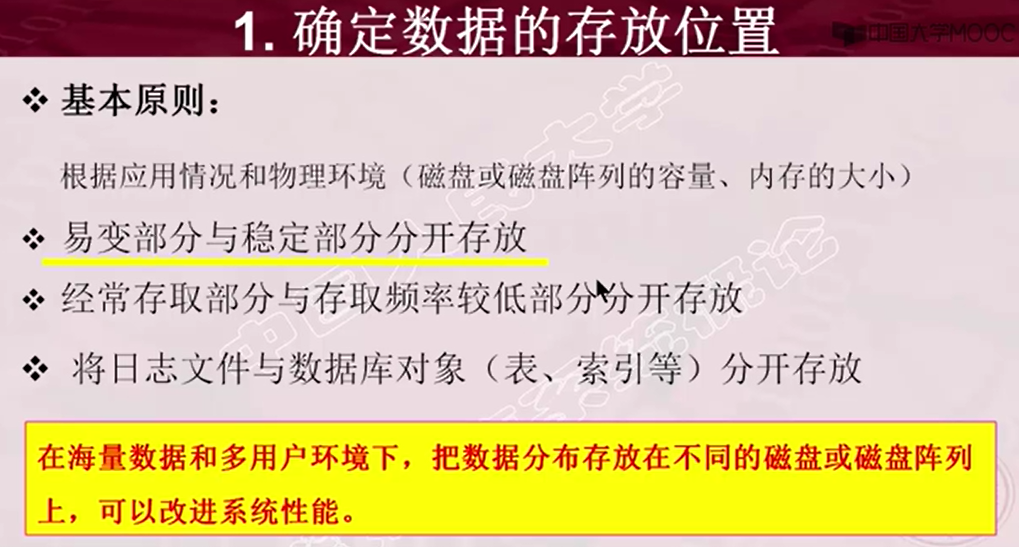 1. 确定数据的存放位置
中国大学MOOC
❖ 基本原则：
根据应用情况和物理环境（磁盘或磁盘阵列的容量、内存的大小）
❖ 易变部分与稳定部分分开存放
❖ 经常存取部分与存取频率较低部分分开存放
❖ 将日志文件与数据库对象（表、索引等）分开存放
在海量数据和多用户环境下，把数据分布存放在不同的磁盘或磁盘阵列
上，可以改进系统性能。
中国人民大学